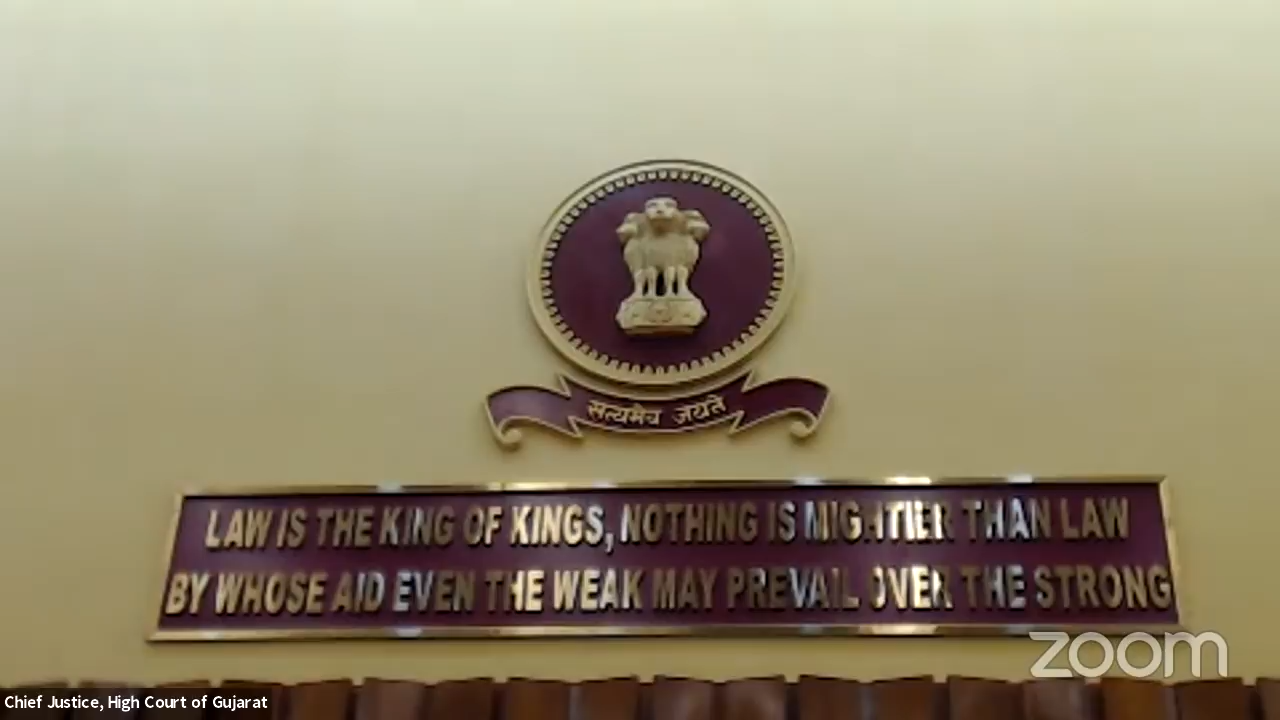 सत्यमेव जयते
LAW IS THE KING OF KINGS, NOTHING IS MIGHTIER THAN LAW
BY WHOSE AID EVEN THE WEAK MAY PREVAIL OVER THE STRONG
zoom
Chief Justice, High Court of Gujarat